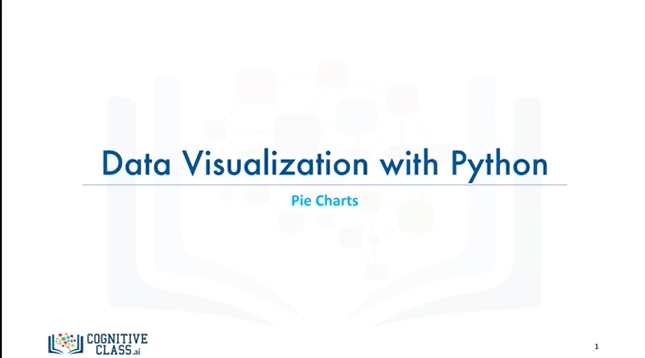 Data Visualization with Python
Pie Charts
COGNITIVE
CLASS.ai
1